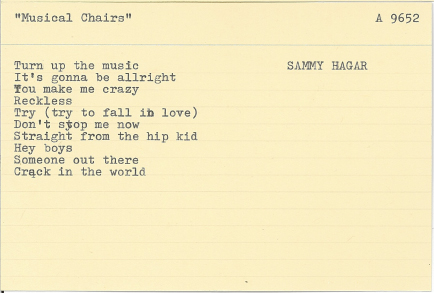 "Musical Chairs" A 9652
Turn up the music SAMMY HAGAR
It's gonna be allright
You make me crazy
Reckless
Try (try to fall in love)
Don't stop me now
Straight from the hip kid
Hey boys
Someone out there
Crack in the world